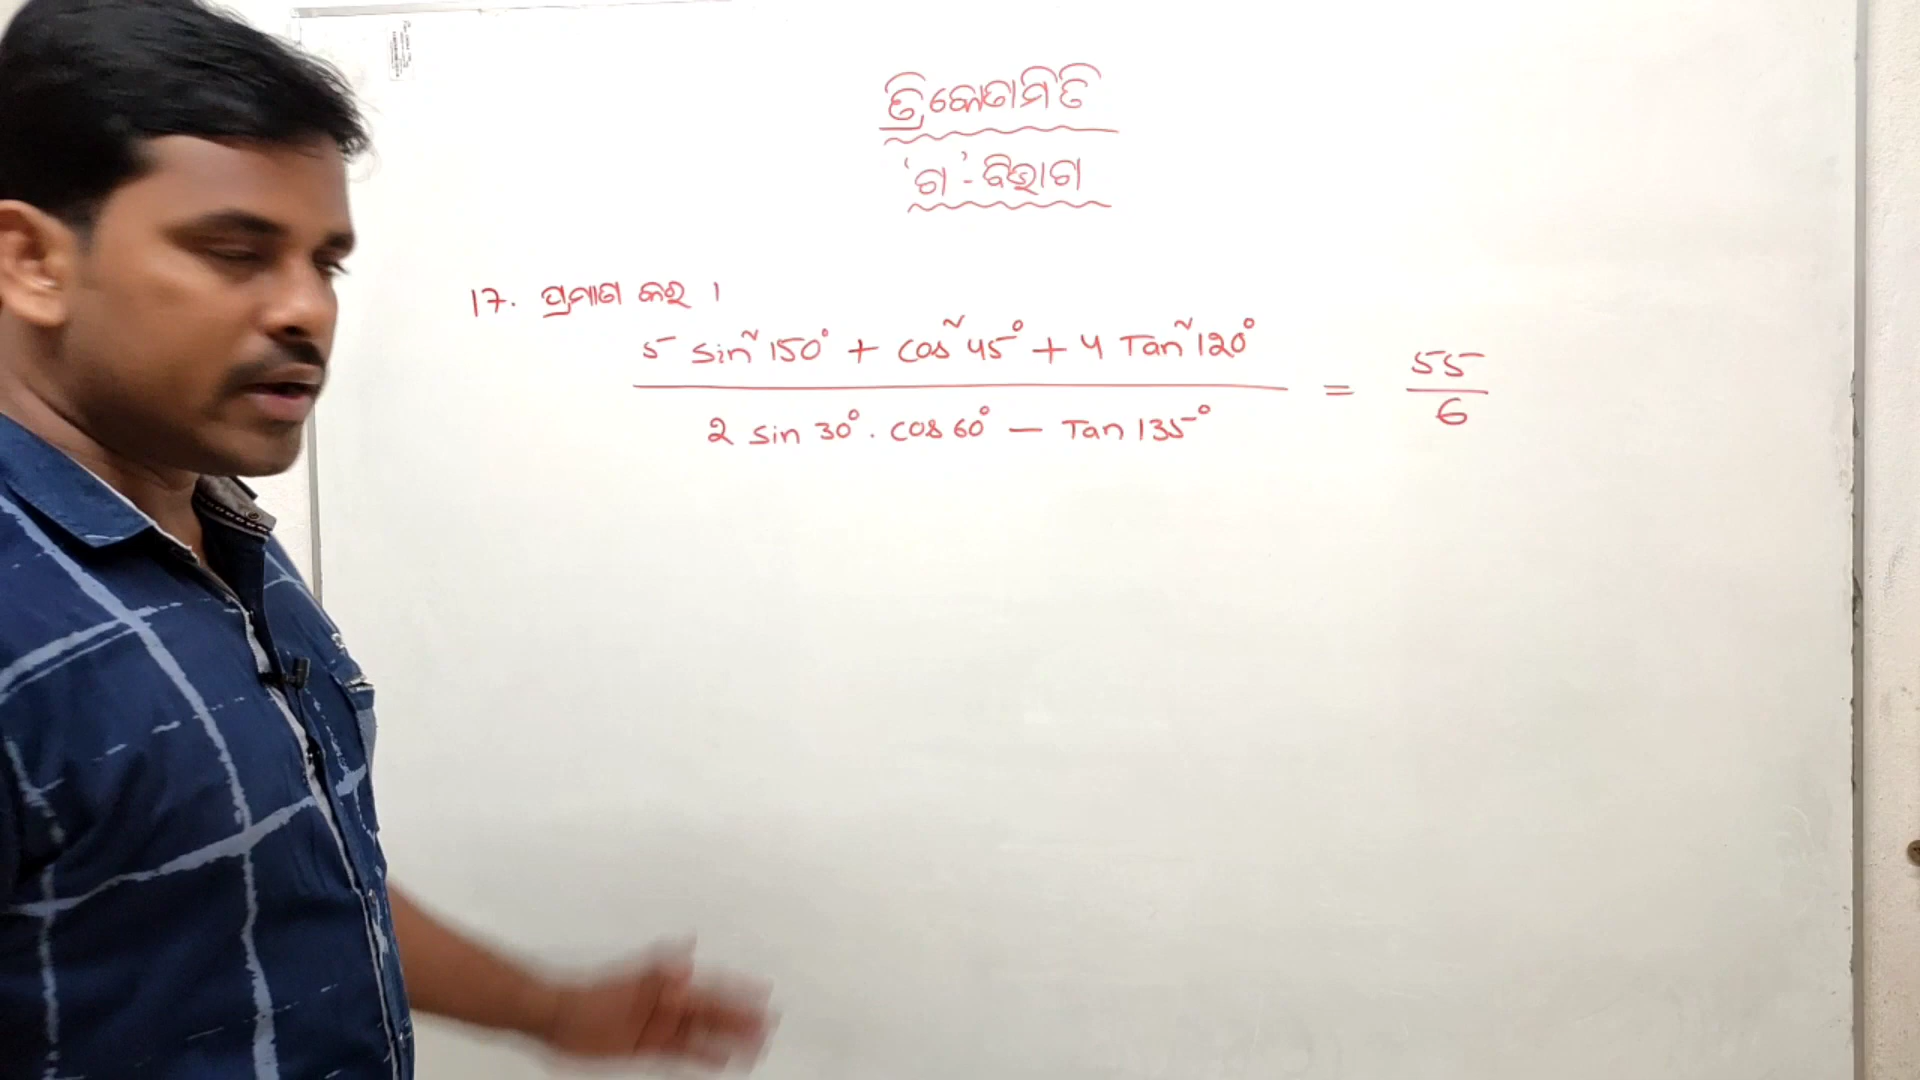 ତ୍ରିକୋଣମିତି
'ଗ' - ବିଭାଗ
17. ପ୍ରମାଣ କର ।
5 sin² 150° + cos² 45° + 4 Tan² 120°
2 sin 30° . cos 60° — Tan 135°
=
55
6